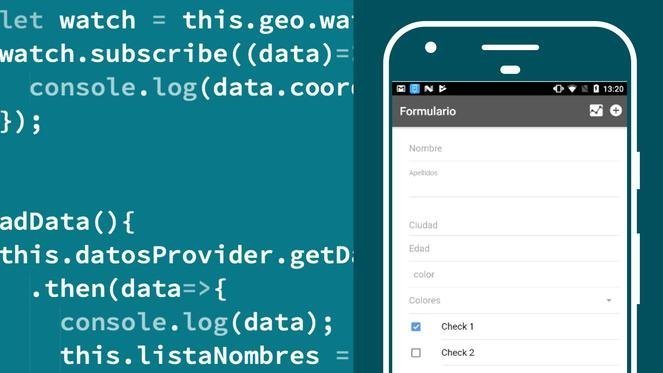 let watch = this.geo.wa
watch.subscribe((data)=
console.log(data.coor
});
adData(){
this.datosProvider.getDa
.then(data=>{
console.log(data);
this.listaNombres =
13:20
Formulario
Nombre
Apellidos
Ciudad
Edad
color
Colores
Check 1
Check 2